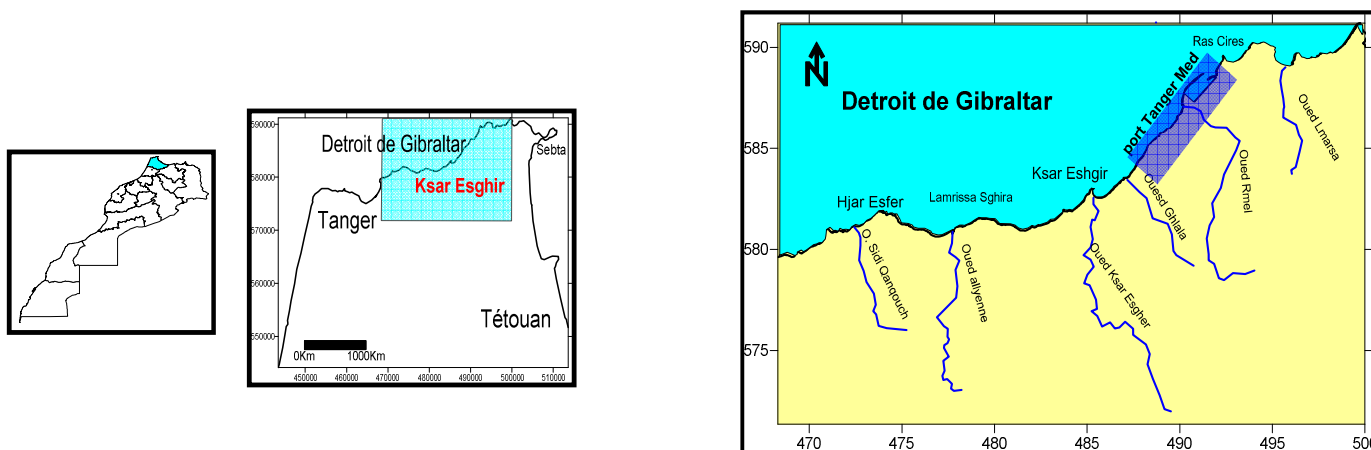 590000
580000
570000
560000
550000
Detroit de Gibraltar
Sebta
Ksar Esghir
Tanger
Tétouan
0Km 1000Km
450000 460000 470000 480000 490000 500000 510000
590
585
580
575
N
Detroit de Gibraltar
Ras Cires
port Tanger Med
Oued Lmarsa
Ksar Eshgir
Oued Rmel
Ouesd Ghlala
Lamrissa Sghira
Hjar Esfer
O. Sidi Qanqouch
Oued allyenne
Oued Ksar Esgher
470 475 480 485 490 495 500